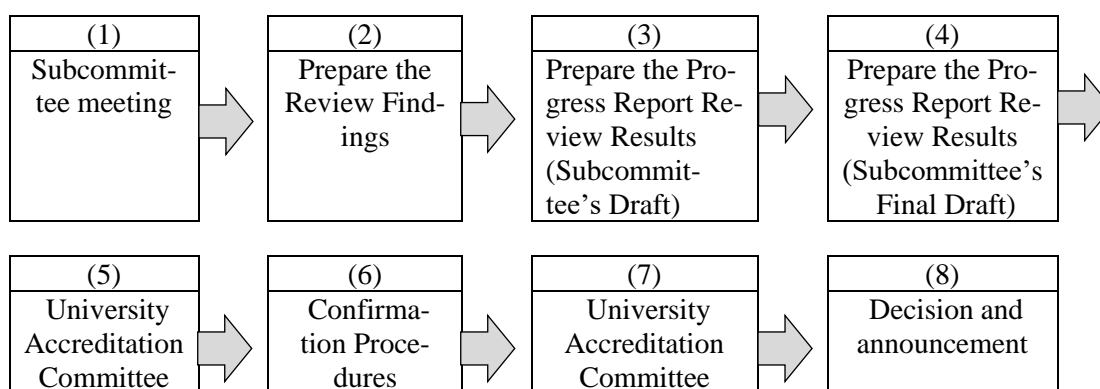 (1)
Subcommit-
tee meeting
(2)
Prepare the
Review Find-
ings
(3)
Prepare the Pro-
gress Report Re-
view Results
(Subcommit-
tee’s Draft)
(4)
Prepare the Pro-
gress Report Re-
view Results
(Subcommittee’s
Final Draft)
(5)
University
Accreditation
Committee
(6)
Confirma-
tion Proce-
dures
(7)
University
Accreditation
Committee
(8)
Decision and
announcement